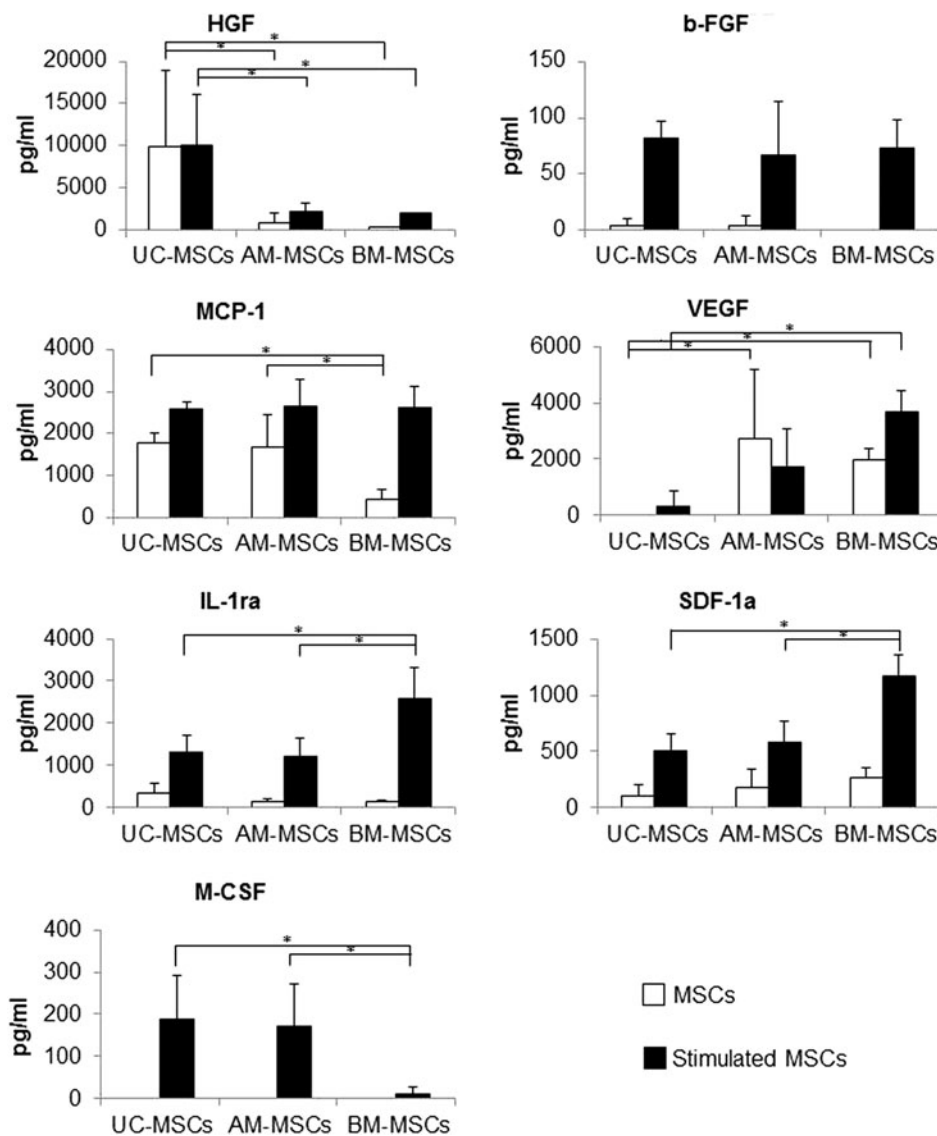 HGF
*
*
*
*
20000
15000
10000
5000
0
pg/ml
UC-MSCs AM-MSCs BM-MSCs
b-FGF
150
100
50
0
pg/ml
UC-MSCs AM-MSCs BM-MSCs
MCP-1
*
*
4000
3000
2000
1000
0
pg/ml
UC-MSCs AM-MSCs BM-MSCs
VEGF
*
*
*
6000
4000
2000
0
pg/ml
UC-MSCs AM-MSCs BM-MSCs
IL-1ra
*
*
4000
3000
2000
1000
0
pg/ml
UC-MSCs AM-MSCs BM-MSCs
SDF-1a
*
*
1500
1000
500
0
pg/ml
UC-MSCs AM-MSCs BM-MSCs
M-CSF
*
*
400
300
200
100
0
pg/ml
UC-MSCs AM-MSCs BM-MSCs
MSCs
Stimulated MSCs